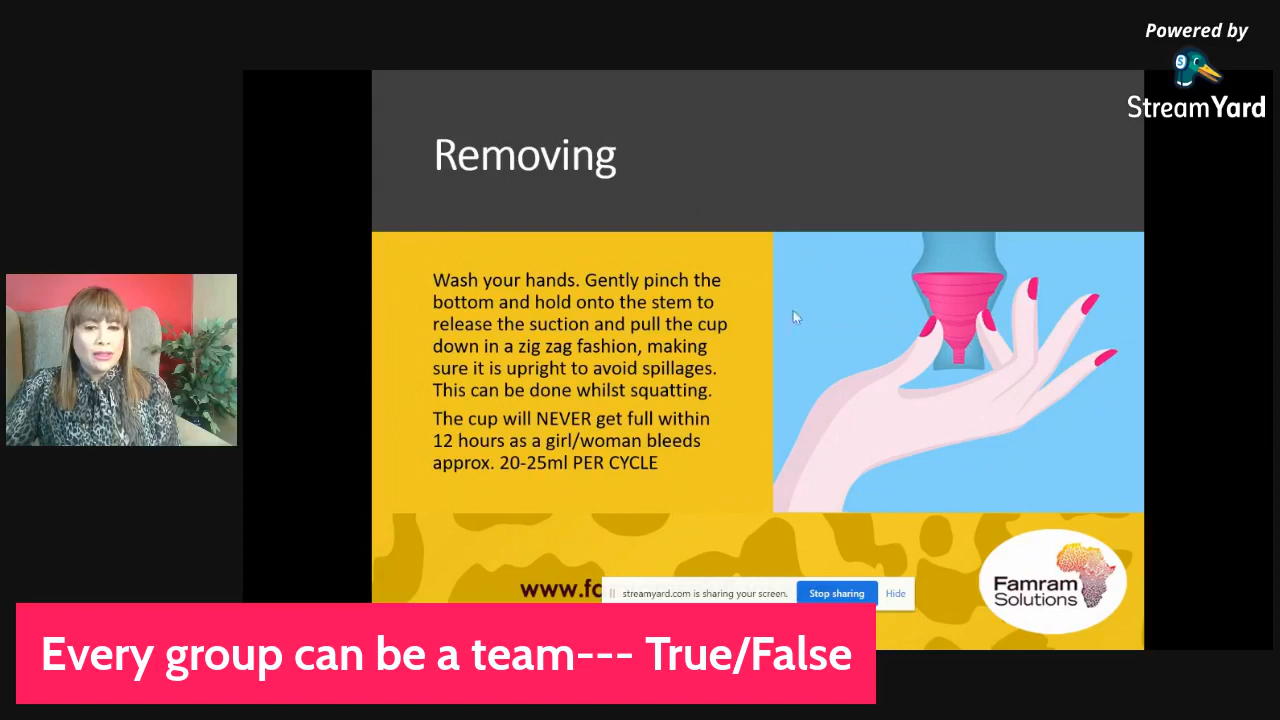 Powered by
StreamYard
Removing
Wash your hands. Gently pinch the
bottom and hold onto the stem to
release the suction and pull the cup
down in a zig zag fashion, making
sure it is upright to avoid spillages.
This can be done whilst squatting.
The cup will NEVER get full within
12 hours as a girl/woman bleeds
approx. 20-25ml PER CYCLE
Famram
Solutions
streamyard.com is sharing your screen.
Stop sharing
Hide
Every group can be a team--- True/False